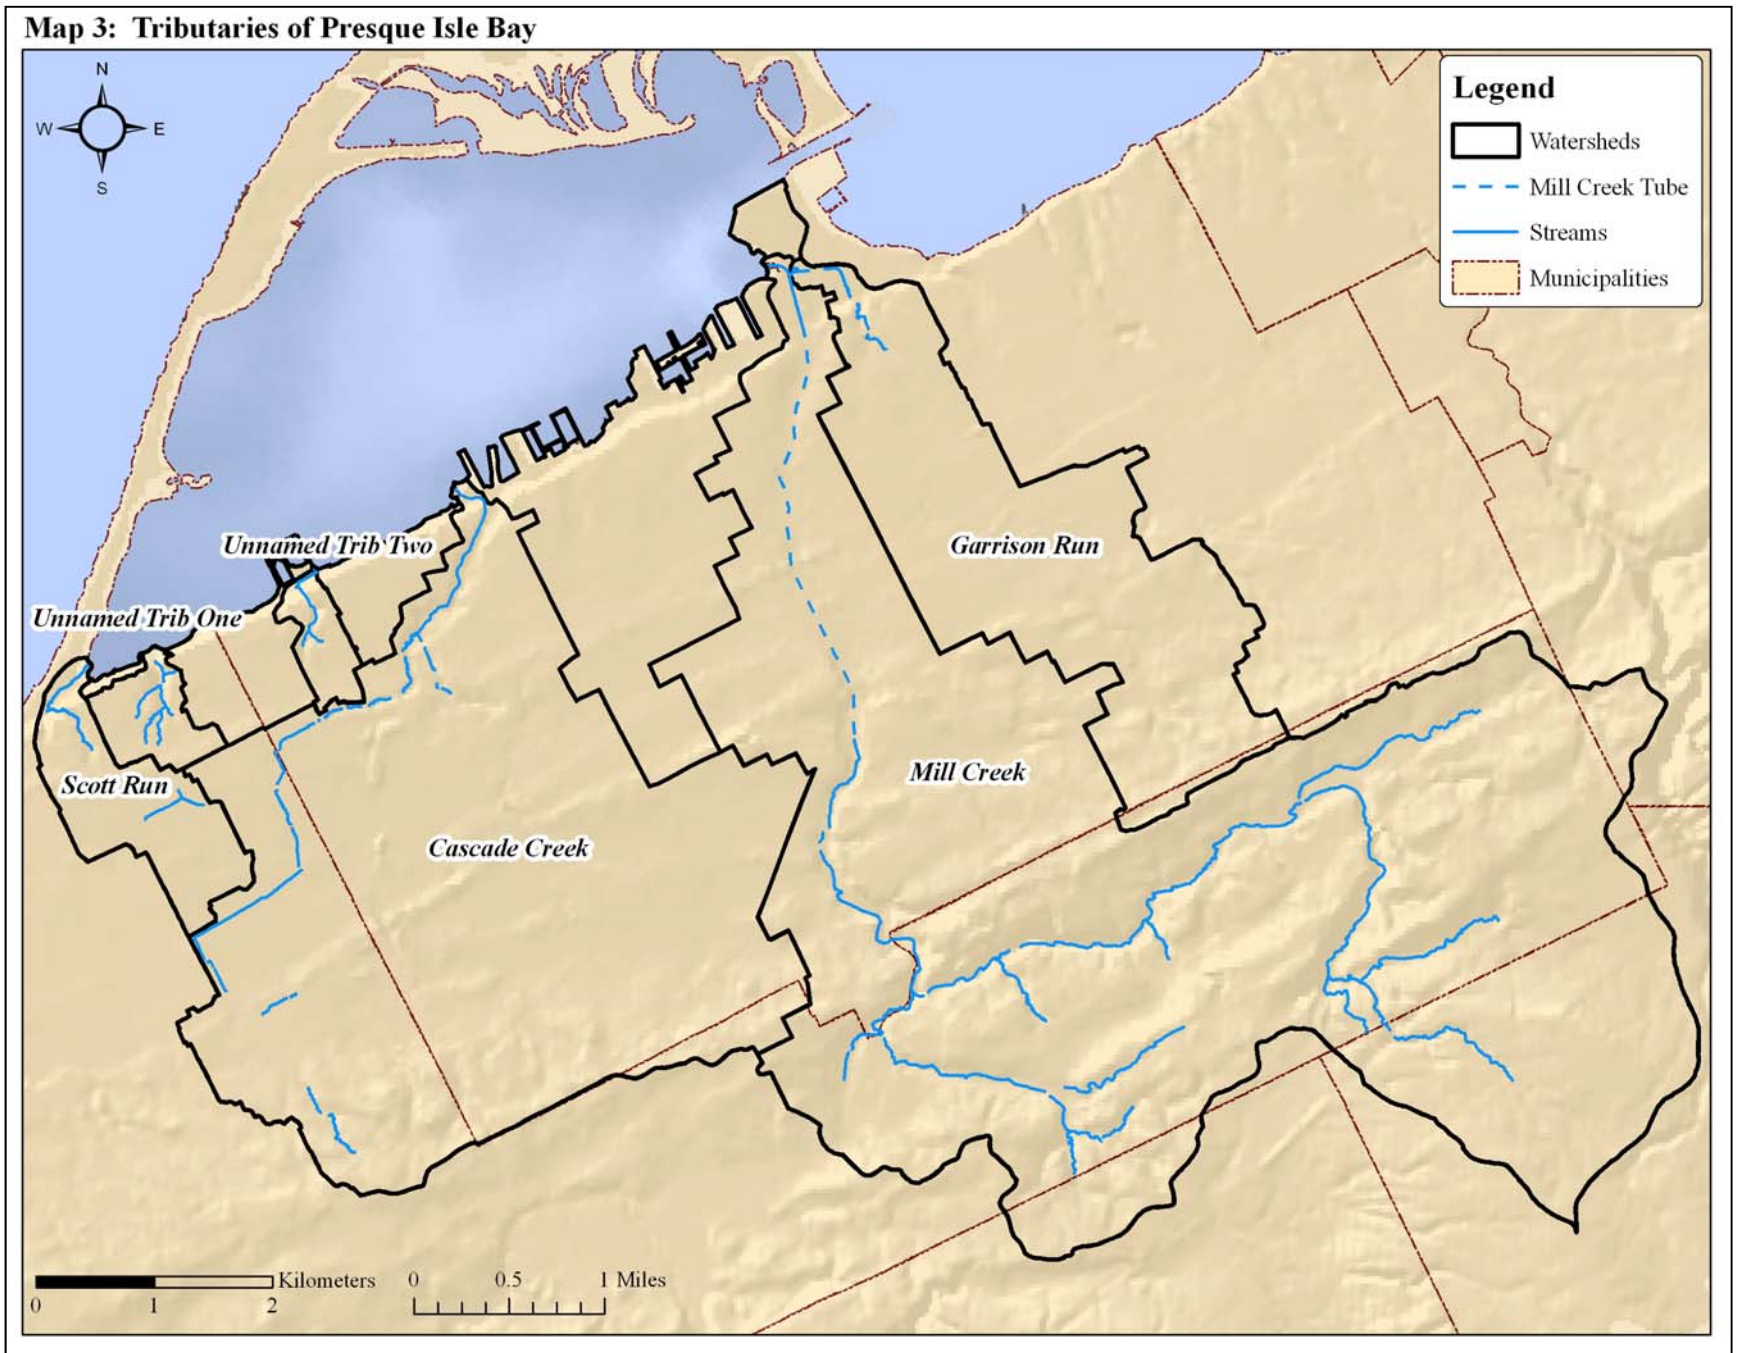 Map 3: Tributaries of Presque Isle Bay
N
W E
S
Legend
Watersheds
Mill Creek Tube
Streams
Municipalities
Unnamed Trib Two
Garrison Run
Unnamed Trib One
Scott Run
Mill Creek
Cascade Creek
Kilometers
0 1 2
0 0.5 1 Miles